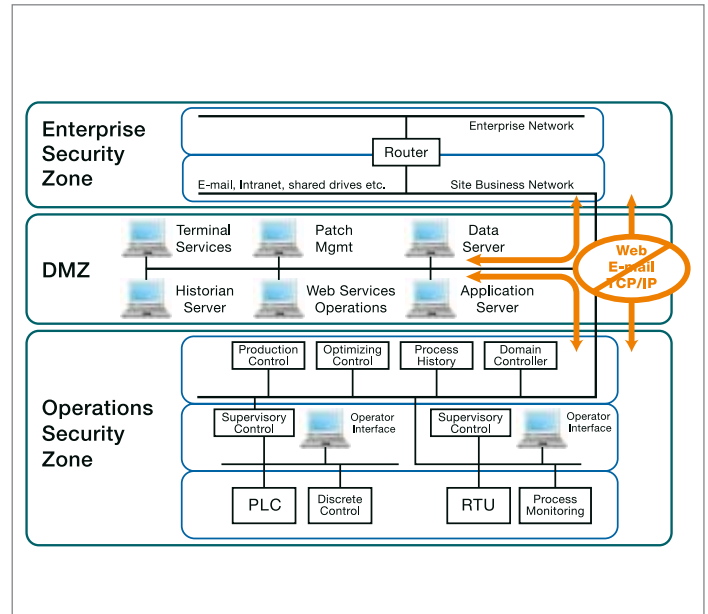 Enterprise
Security
Zone
Enterprise Network
Router
E-mail, Intranet, shared drives etc.
Site Business Network
DMZ
Terminal
Services
Patch
Mgmt
Data
Server
Web
E-mail
TCP/IP
Historian
Server
Web Services
Operations
Application
Server
Operations
Security
Zone
Production
Control
Optimizing
Control
Process
History
Domain
Controller
Supervisory
Control
Operator
Interface
Supervisory
Control
Operator
Interface
PLC
Discrete
Control
RTU
Process
Monitoring